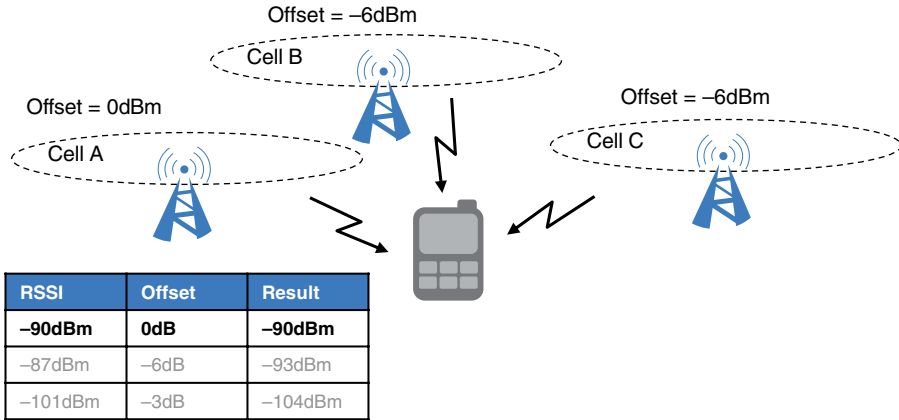 Offset = –6dBm
Cell B
Offset = 0dBm
Cell A
Offset = –6dBm
Cell C
RSSI Offset Result
–90dBm 0dB –90dBm
–87dBm –6dB –93dBm
–101dBm –3dB –104dBm